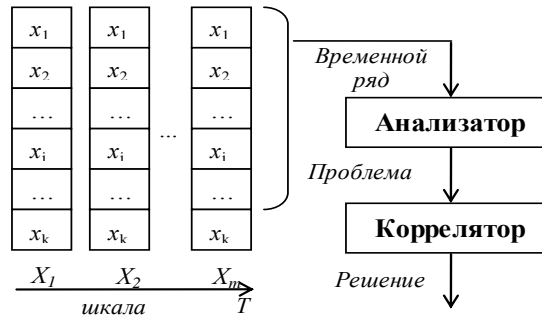 x1 x1 x1
x2 x2 x2
... ... ...
...
xi xi xi
... ... ...
xk xk xk
X1 X2 Xm
шкала T
Временной
ряд
Анализатор
Проблема
Коррелятор
Решение